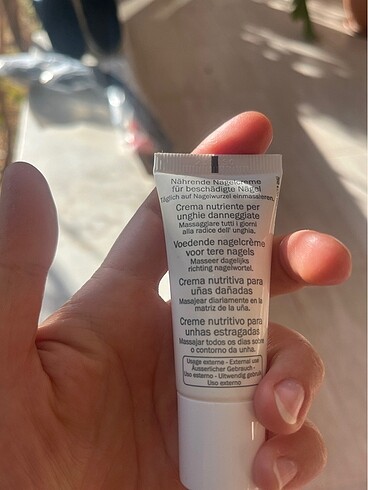 Nährende Nagelcreme
für beschädigte Nägel
Täglich auf Nagelwurzel einmassieren.
Crema nutriente per
unghie danneggiate
Massaggiare tutti i giorni
alla radice dell' unghia.
Voedende nagelcrème
voor tere nagels
Masseer dagelijks
richting nagelwortel.
Crema nutritiva para
uñas dañadas
Masajear diariamente en la
matriz de la uña.
Creme nutritivo para
unhas estragadas
Massajar todos os dias sobre
o contorno da unha.
Usage externe - External use
Äusserlicher Gebrauch -
Uso esterno - Uitwendig gebruik
Uso externo